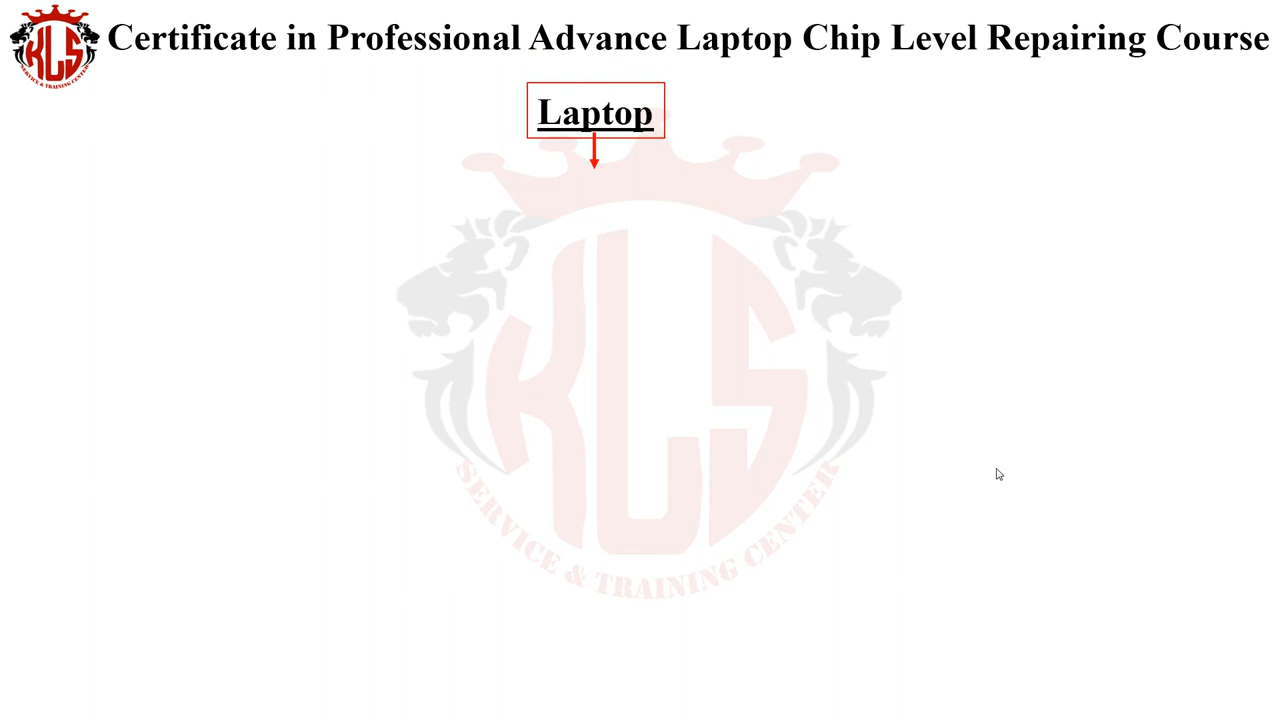 KLS
SERVICE & TRAINING CENTER
Certificate in Professional Advance Laptop Chip Level Repairing Course
Laptop
KLS
SERVICE & TRAINING CENTER